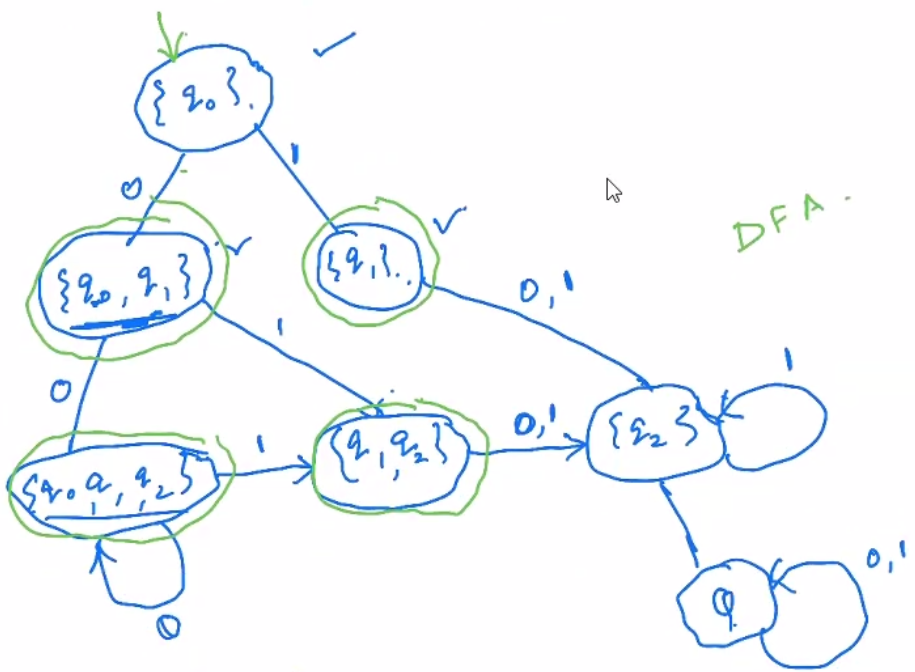 {q0}.
1
0
DFA.
{q0, q1}
{q1}.
0,1
1
0
1
{q0, q1, q2}
1
{q1, q2}
0,1
{q2}
φ
0,1
0